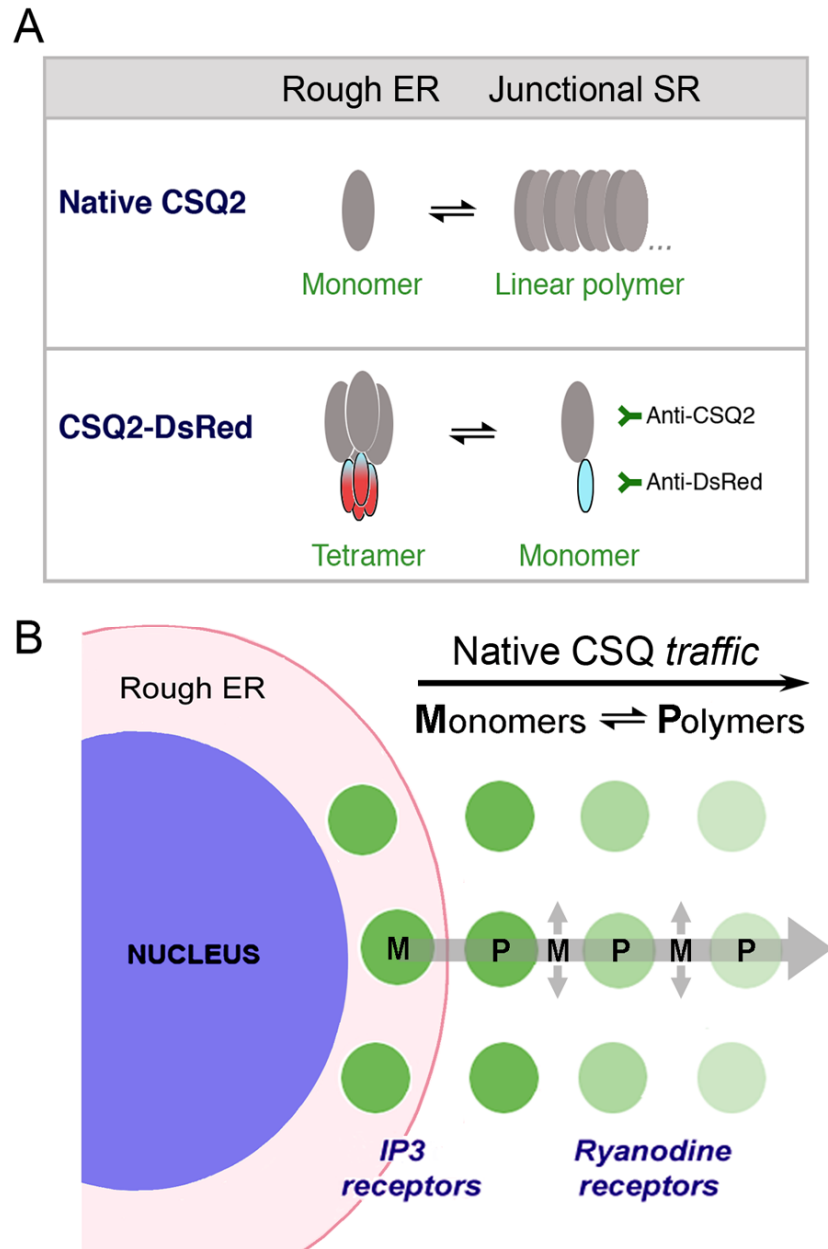 A
Rough ER Junctional SR
Native CSQ2
...
Monomer Linear polymer
CSQ2-DsRed
Anti-CSQ2
Anti-DsRed
Tetramer Monomer
B
Native CSQ traffic
Rough ER
Monomers ⇌ Polymers
NUCLEUS
M P M P M P
IP3 receptors
Ryanodine receptors